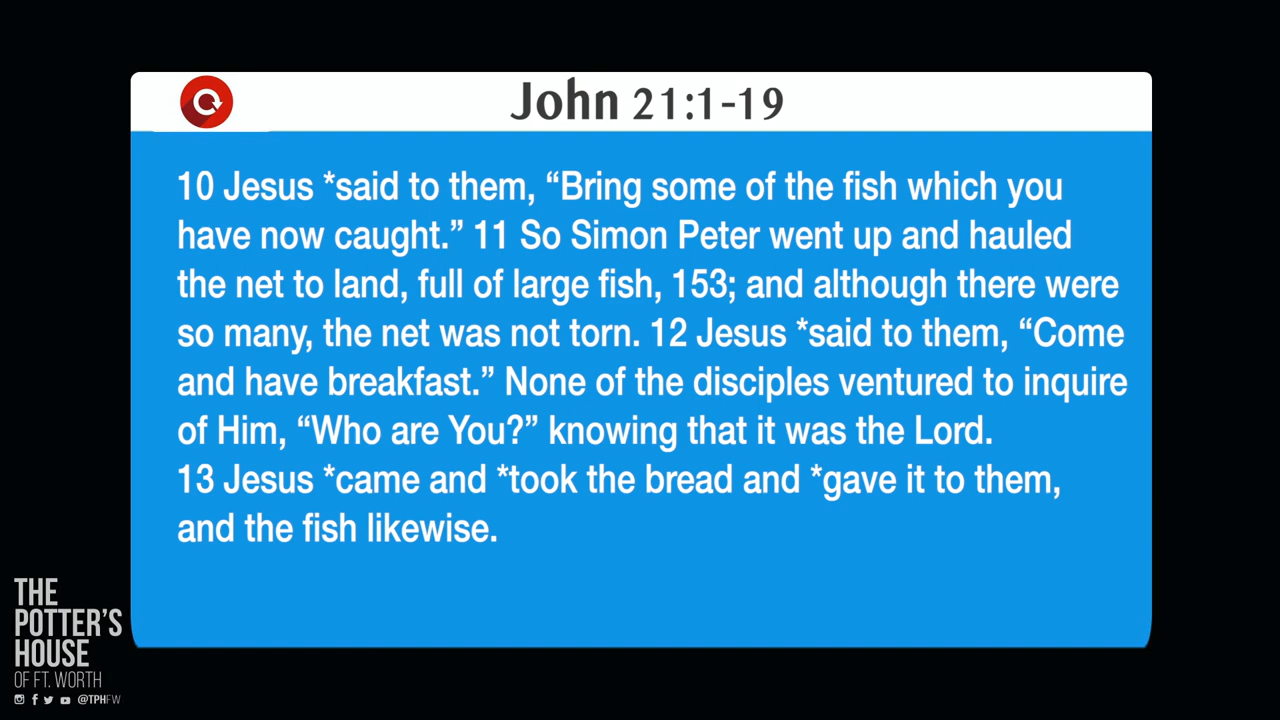 John 21:1-19
10 Jesus *said to them, “Bring some of the fish which you
have now caught.” 11 So Simon Peter went up and hauled
the net to land, full of large fish, 153; and although there were
so many, the net was not torn. 12 Jesus *said to them, “Come
and have breakfast.” None of the disciples ventured to inquire
of Him, “Who are You?” knowing that it was the Lord.
13 Jesus *came and *took the bread and *gave it to them,
and the fish likewise.
THE
POTTER’S
HOUSE
OF FT. WORTH
@TPHFW